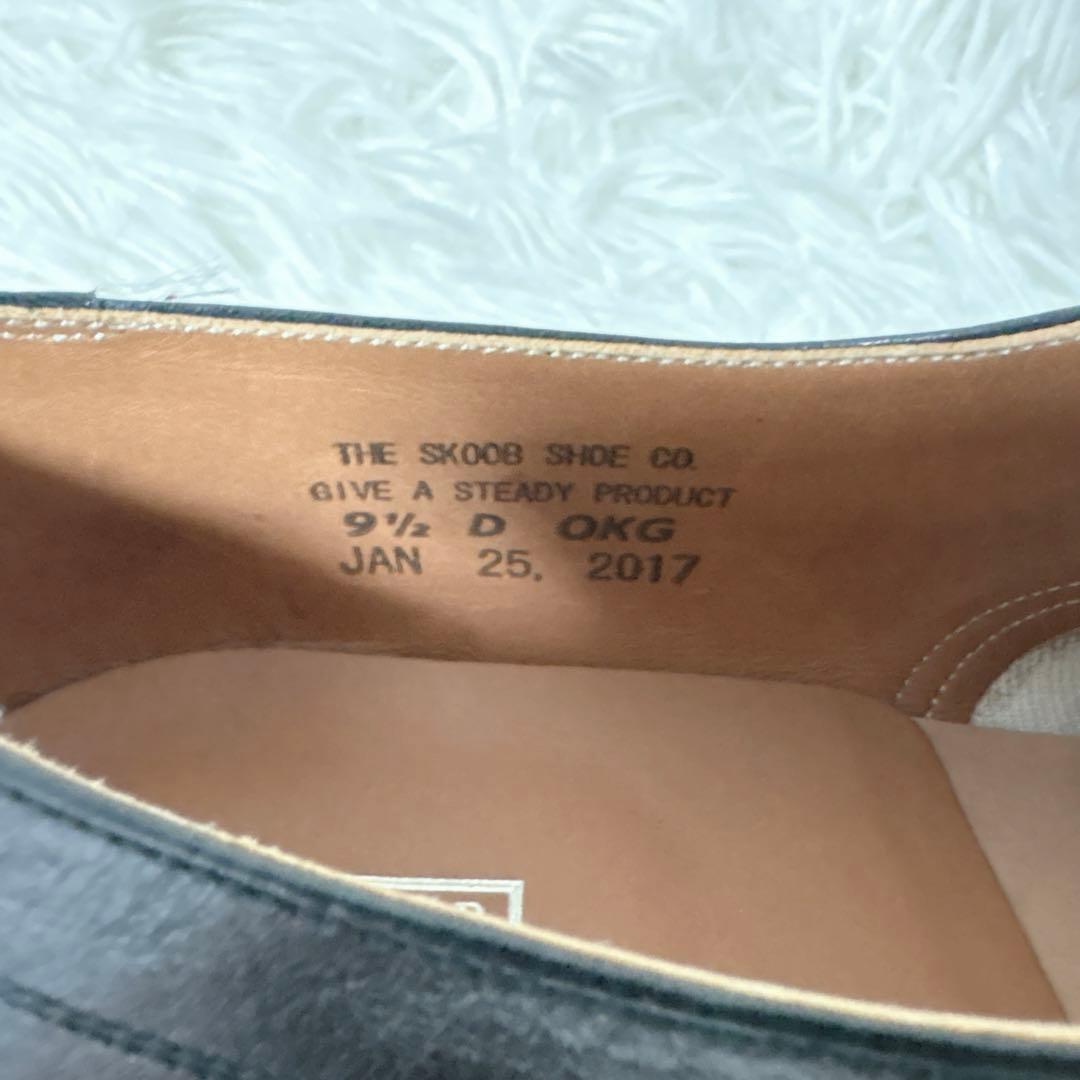 THE SKOOB SHOE CO.
GIVE A STEADY PRODUCT
9½ D OKG
JAN 25, 2017